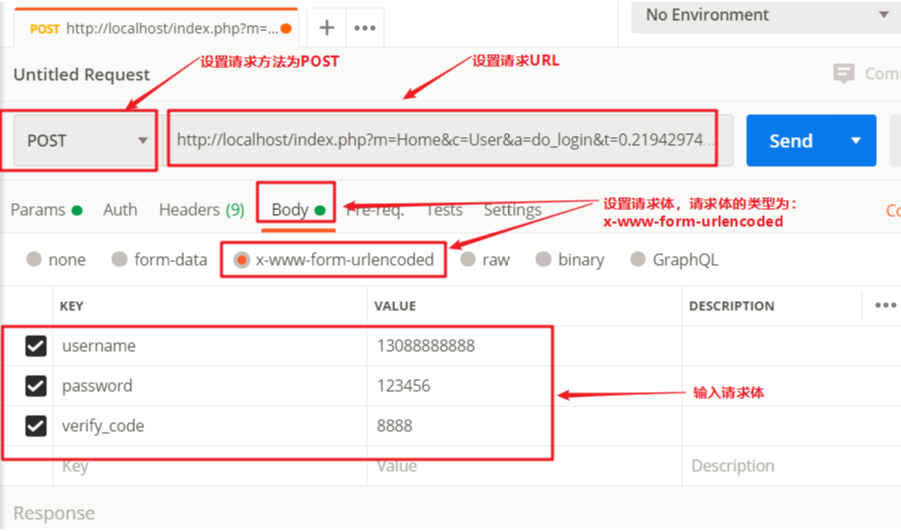 POST http://localhost/index.php?m=...
No Environment
设置请求方法为POST
设置请求URL
Untitled Request
POST
http://localhost/index.php?m=Home&c=User&a=do_login&t=0.21942974...
Send
Params Auth Headers (9) Body Pre-req. Tests Settings
设置请求体，请求体的类型为：
x-www-form-urlencoded
none form-data x-www-form-urlencoded raw binary GraphQL
KEY VALUE DESCRIPTION
username 13088888888
password 123456
输入请求体
verify_code 8888
Key Value Description
Response